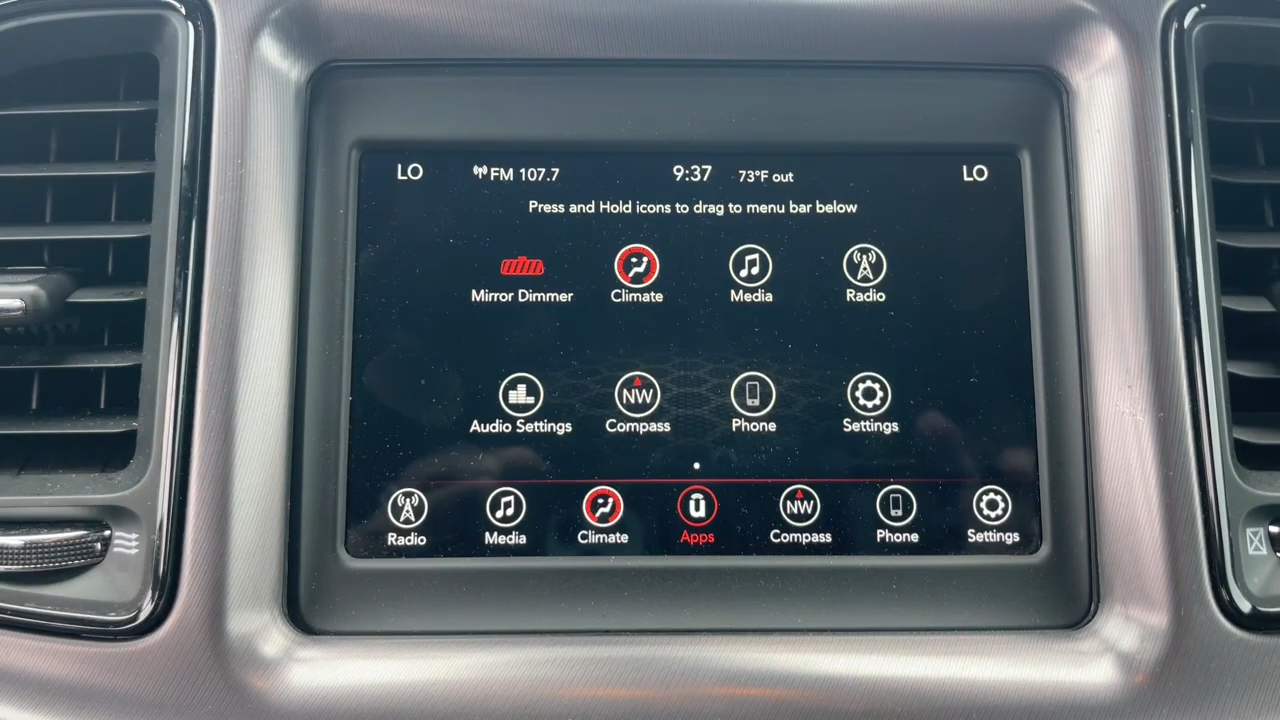 LO FM 107.7 9:37 73°F out LO
Press and Hold icons to drag to menu bar below
Mirror Dimmer Climate Media Radio
NW
Audio Settings Compass Phone Settings
NW
Radio Media Climate Apps Compass Phone Settings